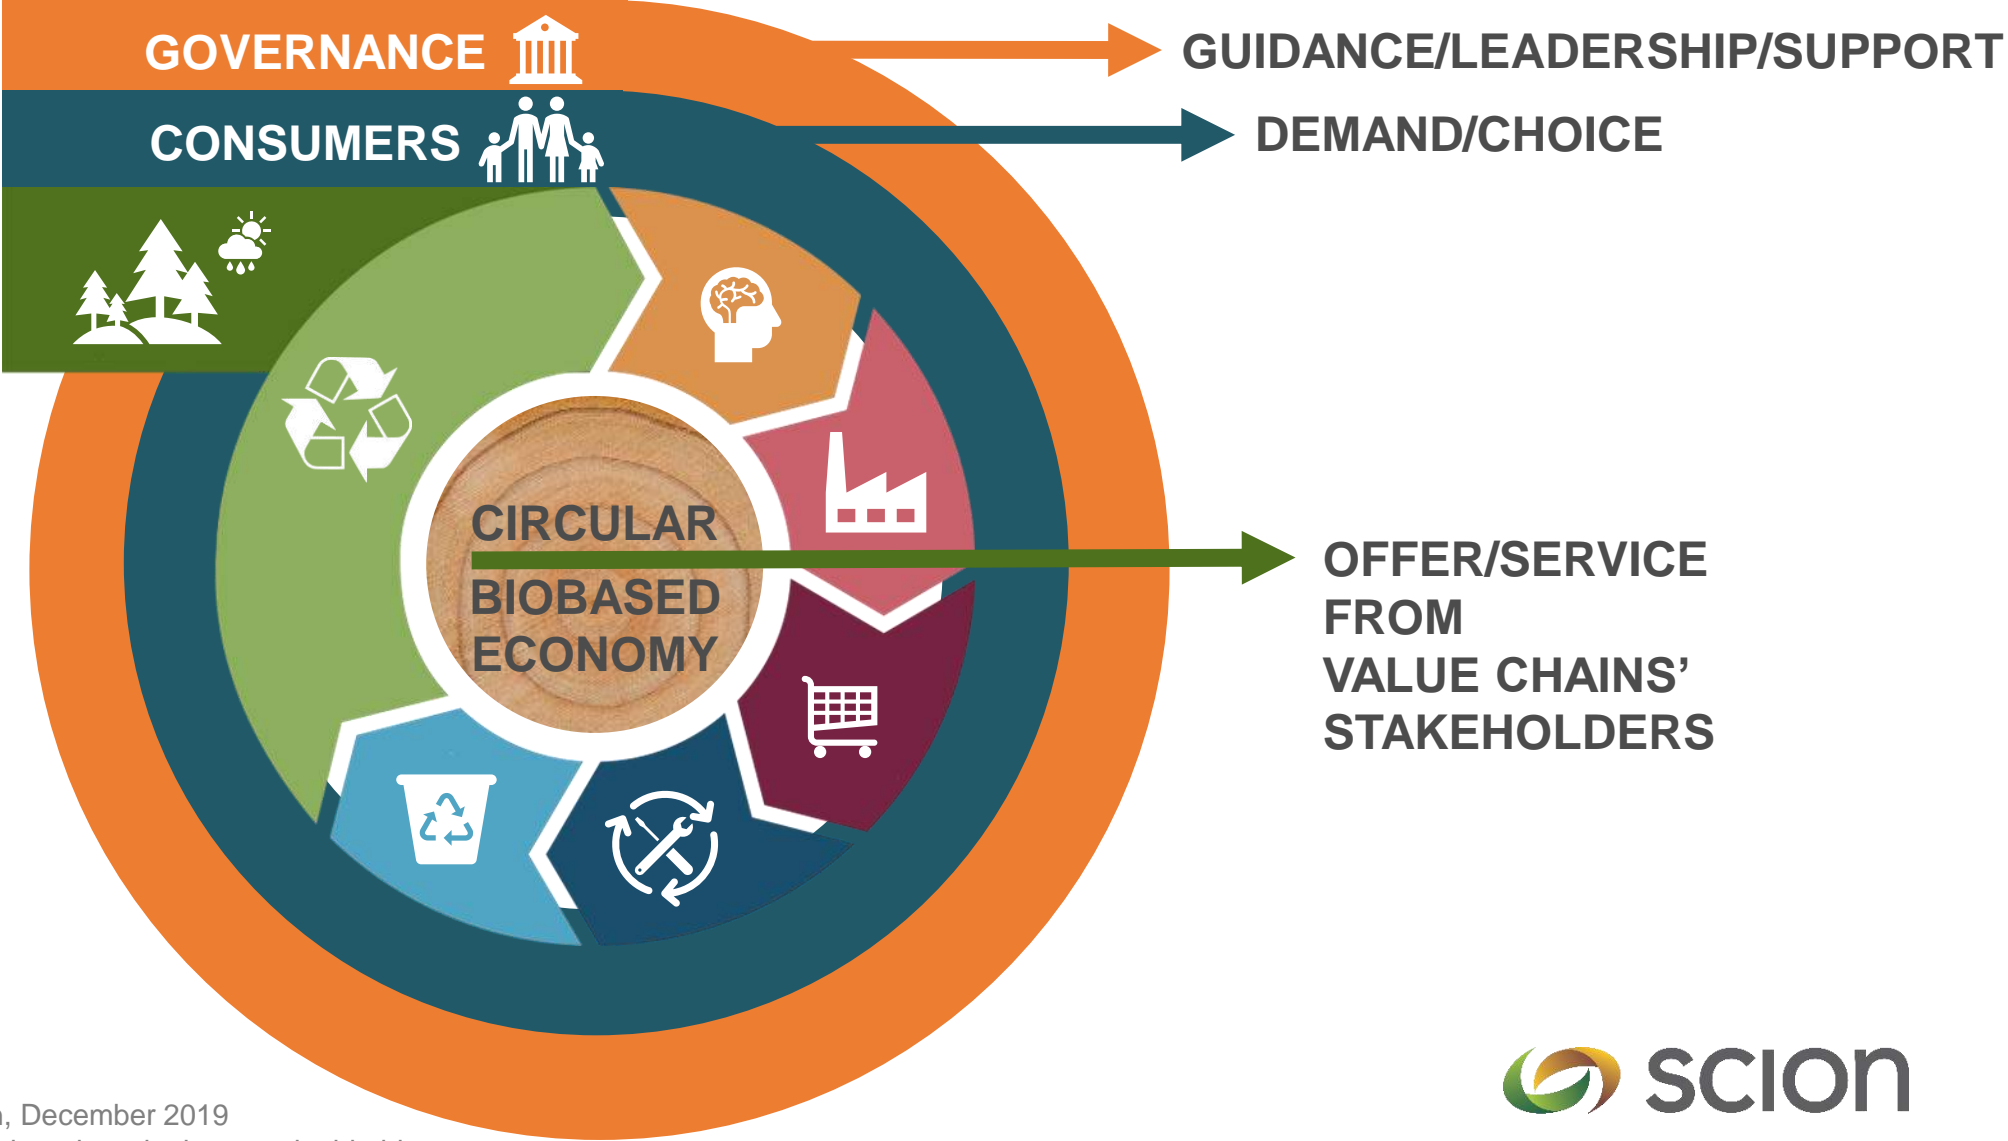 GOVERNANCE
GUIDANCE/LEADERSHIP/SUPPORT
CONSUMERS
DEMAND/CHOICE
CIRCULAR
BIOBASED
ECONOMY
OFFER/SERVICE
FROM
VALUE CHAINS’
STAKEHOLDERS
scion
December 2019